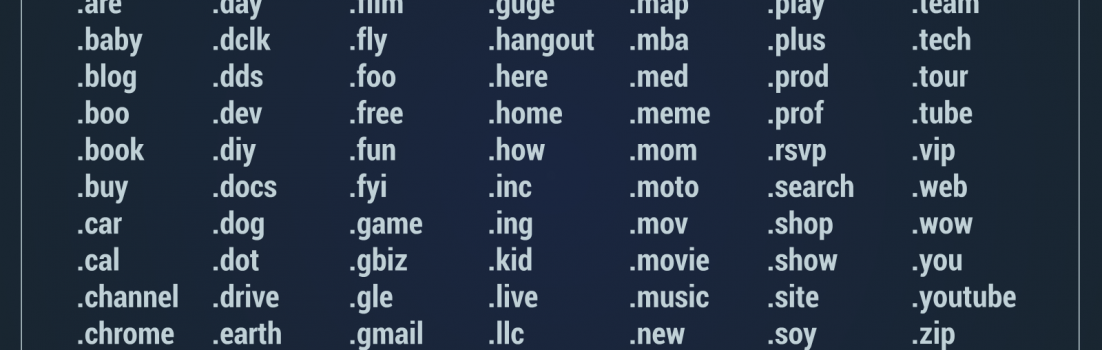 .are .day .film .guge .map .play .team
.baby .dclk .fly .hangout .mba .plus .tech
.blog .dds .foo .here .med .prod .tour
.boo .dev .free .home .meme .prof .tube
.book .diy .fun .how .mom .rsvp .vip
.buy .docs .fyi .inc .moto .search .web
.car .dog .game .ing .mov .shop .wow
.cal .dot .gbiz .kid .movie .show .you
.channel .drive .gle .live .music .site .youtube
.chrome .earth .gmail .llc .new .soy .zip